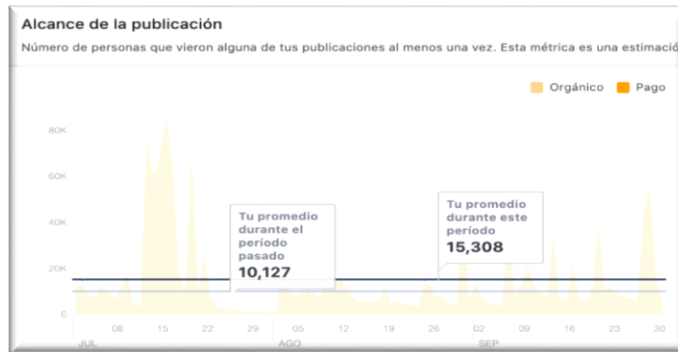 Alcance de la publicación
Número de personas que vieron alguna de tus publicaciones al menos una vez. Esta métrica es una estimació
Orgánico Pago
80K
60K
40K
20K
0
Tu promedio
durante el
período
pasado
10,127
Tu promedio
durante este
período
15,308
08 15 22 29 05 12 19 26 02 09 16 23 30
JUL AGO SEP